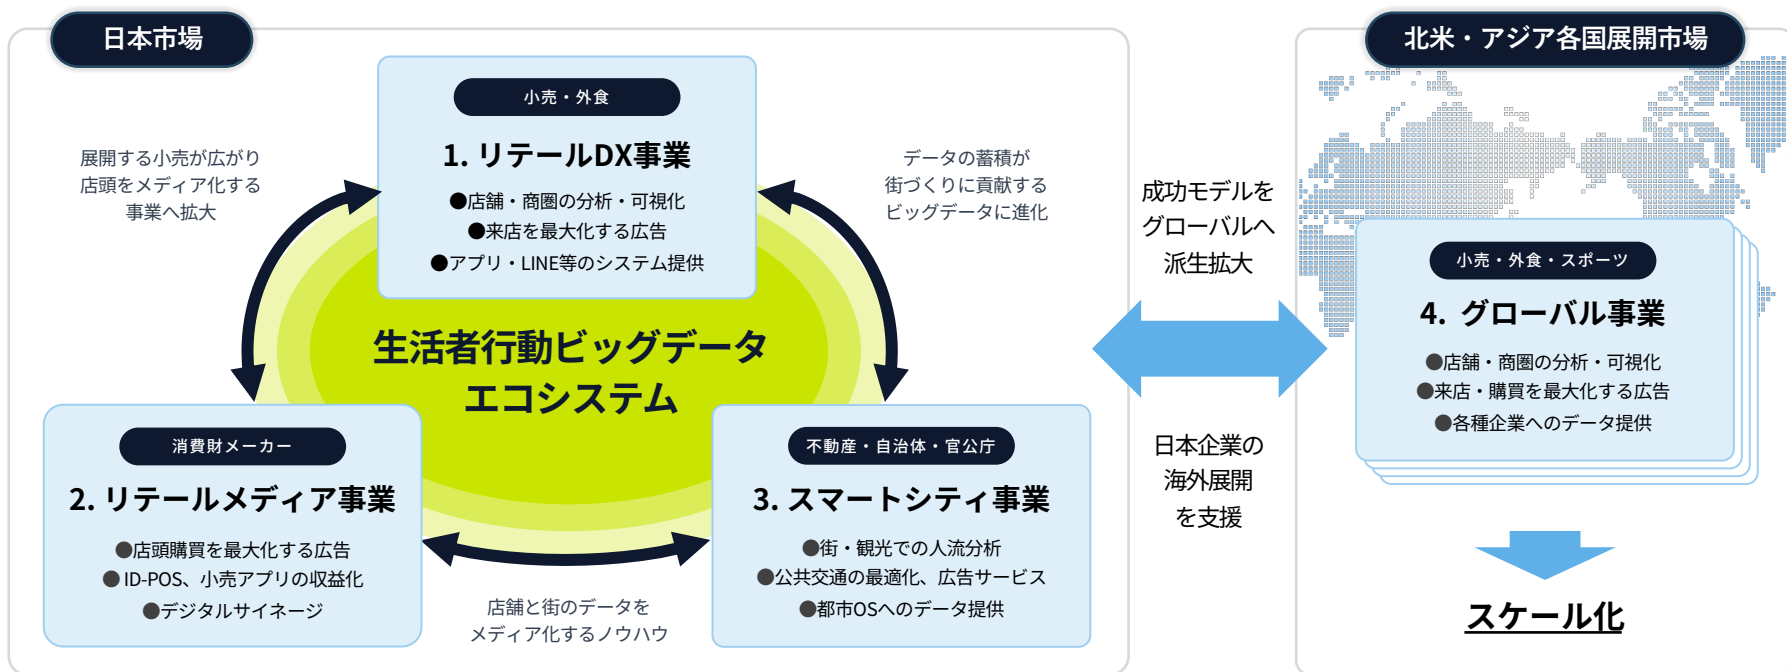 日本市場
小売・外食
1. リテールDX事業
●店舗・商圏の分析・可視化
●来店を最大化する広告
●アプリ・LINE等のシステム提供
展開する小売が広がり
店頭をメディア化する
事業へ拡大
データの蓄積が
街づくりに貢献する
ビッグデータに進化
生活者行動ビッグデータ
エコシステム
消費財メーカー
2. リテールメディア事業
●店頭購買を最大化する広告
●ID-POS、小売アプリの収益化
●デジタルサイネージ
店舗と街のデータを
メディア化するノウハウ
不動産・自治体・官公庁
3. スマートシティ事業
●街・観光での人流分析
●公共交通の最適化、広告サービス
●都市OSへのデータ提供
成功モデルを
グローバルへ
派生拡大
日本企業の
海外展開
を支援
北米・アジア各国展開市場
小売・外食・スポーツ
4. グローバル事業
●店舗・商圏の分析・可視化
●来店・購買を最大化する広告
●各種企業へのデータ提供
スケール化